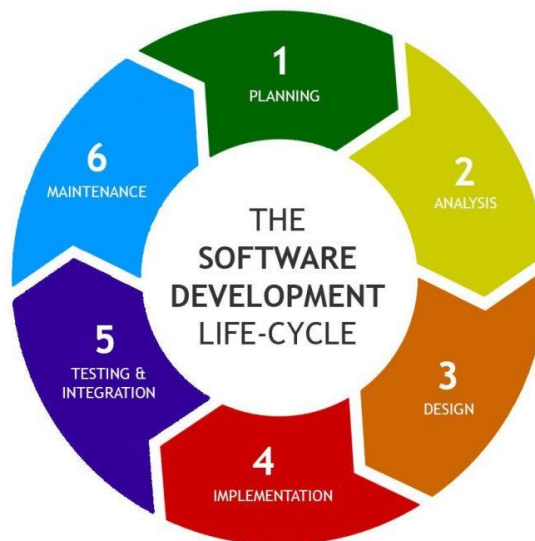 1
PLANNING
2
ANALYSIS
3
DESIGN
4
IMPLEMENTATION
5
TESTING &
INTEGRATION
6
MAINTENANCE
THE
SOFTWARE
DEVELOPMENT
LIFE-CYCLE